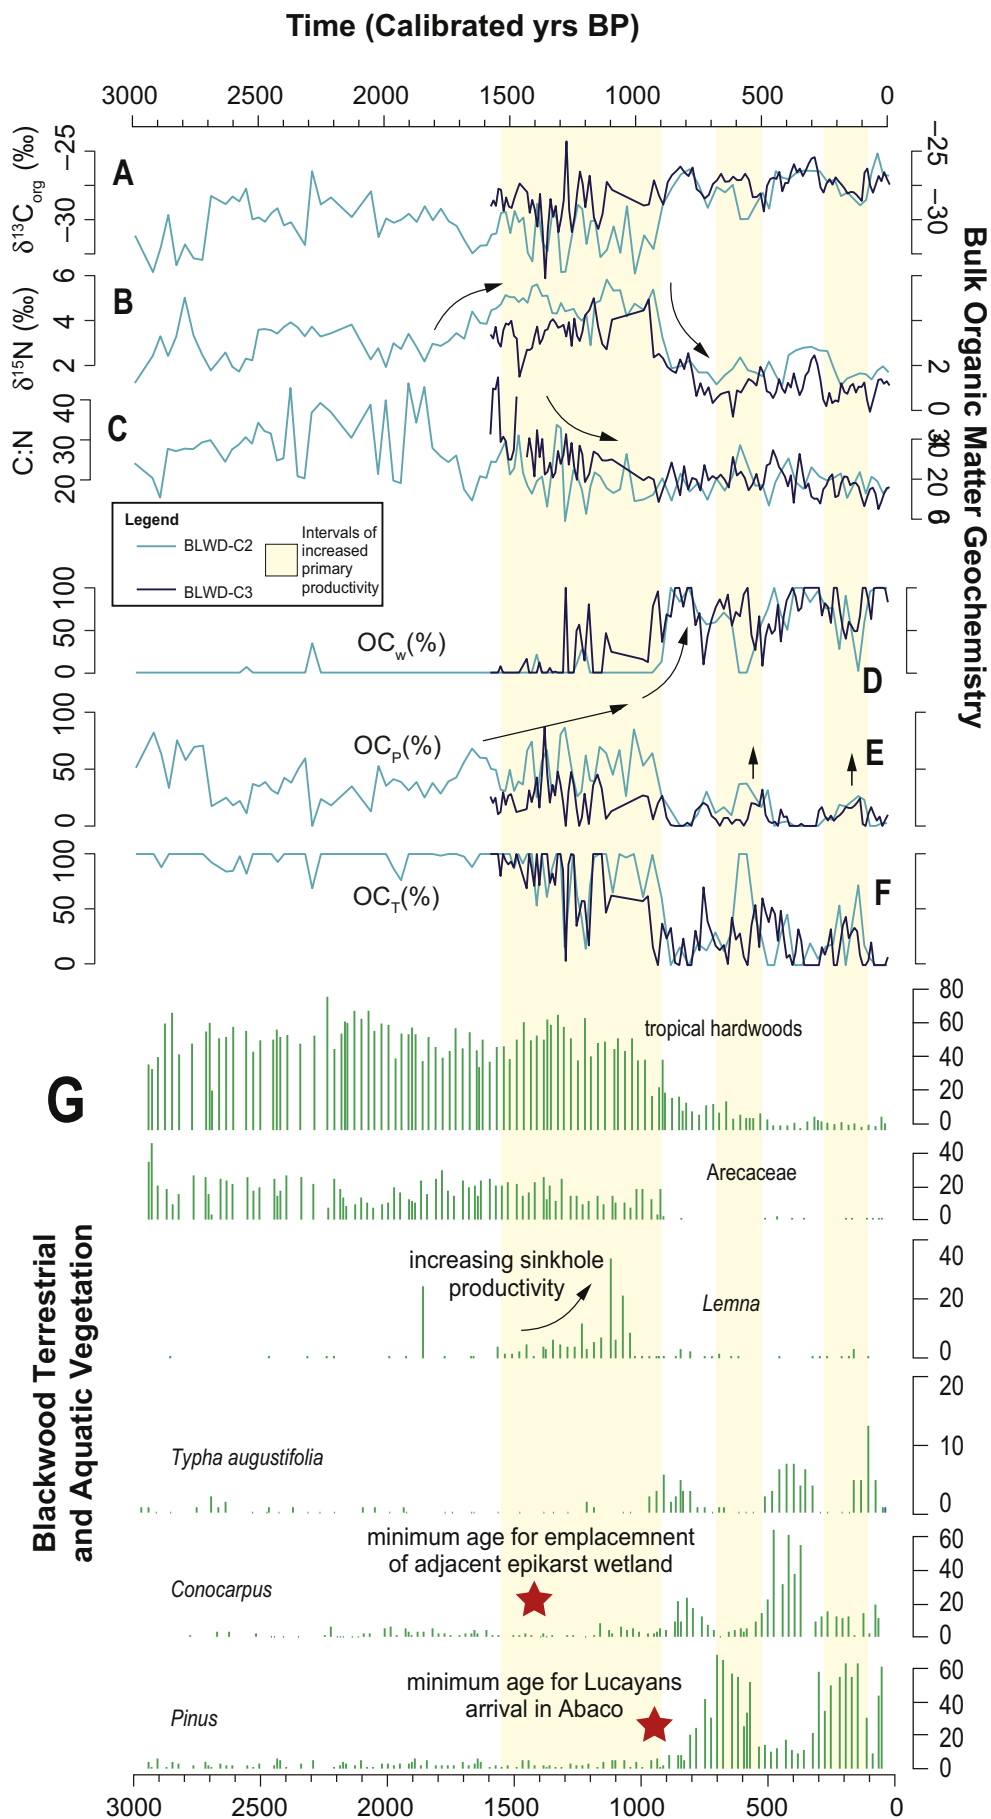 Time (Calibrated yrs BP)
3000 2500 2000 1500 1000 500 0
A
δ13Corg (‰)
−25
−30
−25
−30
B
δ15N (‰)
6
4
2
2
0
C
C:N
40
30
20
30
20
Legend
BLWD-C2
BLWD-C3
Intervals of
increased
primary
productivity
Bulk Organic Matter Geochemistry
OCw(%)
100
50
0
D
OCP(%)
100
50
0
E
OCT(%)
100
50
0
F
G
Blackwood Terrestrial
and Aquatic Vegetation
tropical hardwoods
80
60
40
20
0
Arecaceae
40
20
0
increasing sinkhole
productivity
Lemna
40
20
0
Typha augustifolia
20
10
0
minimum age for emplacemnent
of adjacent epikarst wetland
Conocarpus
60
40
20
0
minimum age for Lucayans
arrival in Abaco
Pinus
60
40
20
0
3000 2500 2000 1500 1000 500 0